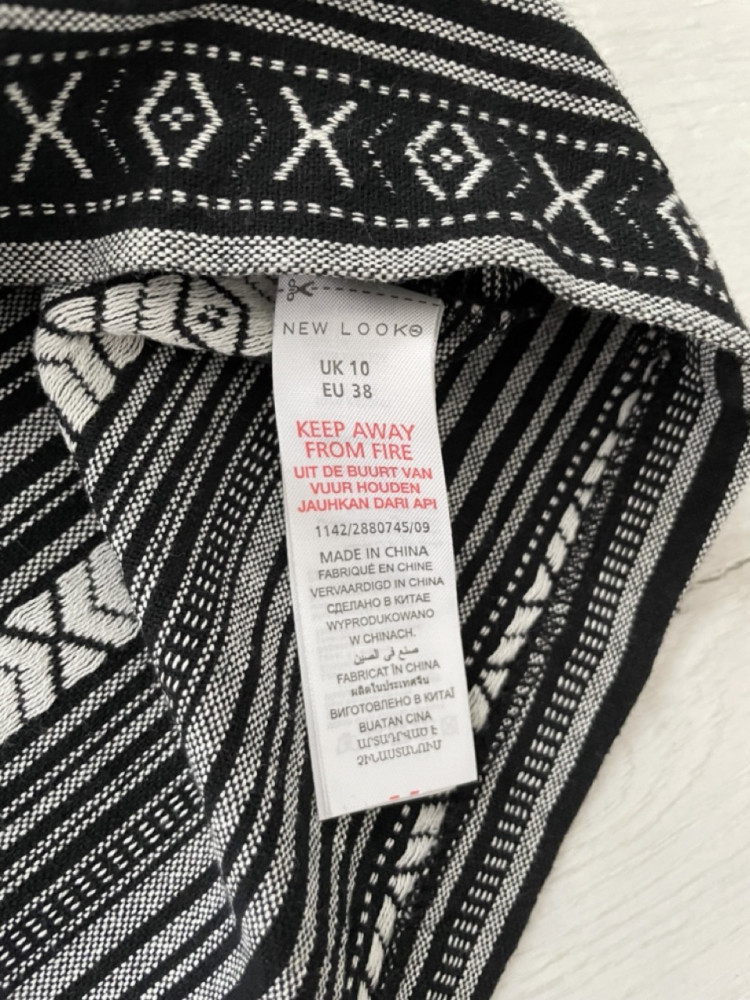 NEW LOOK
UK 10
EU 38
KEEP AWAY
FROM FIRE
UIT DE BUURT VAN
VUUR HOUDEN
JAUHKAN DARI API
1142/2880745/09
MADE IN CHINA
FABRIQUÉ EN CHINE
VERVAARDIGD IN CHINA
СДЕЛАНО В КИТАЕ
WYPRODUKOWANO
W CHINACH.
صنع في الصين
FABRICAT ÎN CHINA
ผลิตในประเทศจีน
ВИГОТОВЛЕНО В КИТАЇ
BUATAN CINA
ԱՐՏԱԴՐՎԱԾ Է
ՉԻՆԱՍՏԱՆՈՒՄ